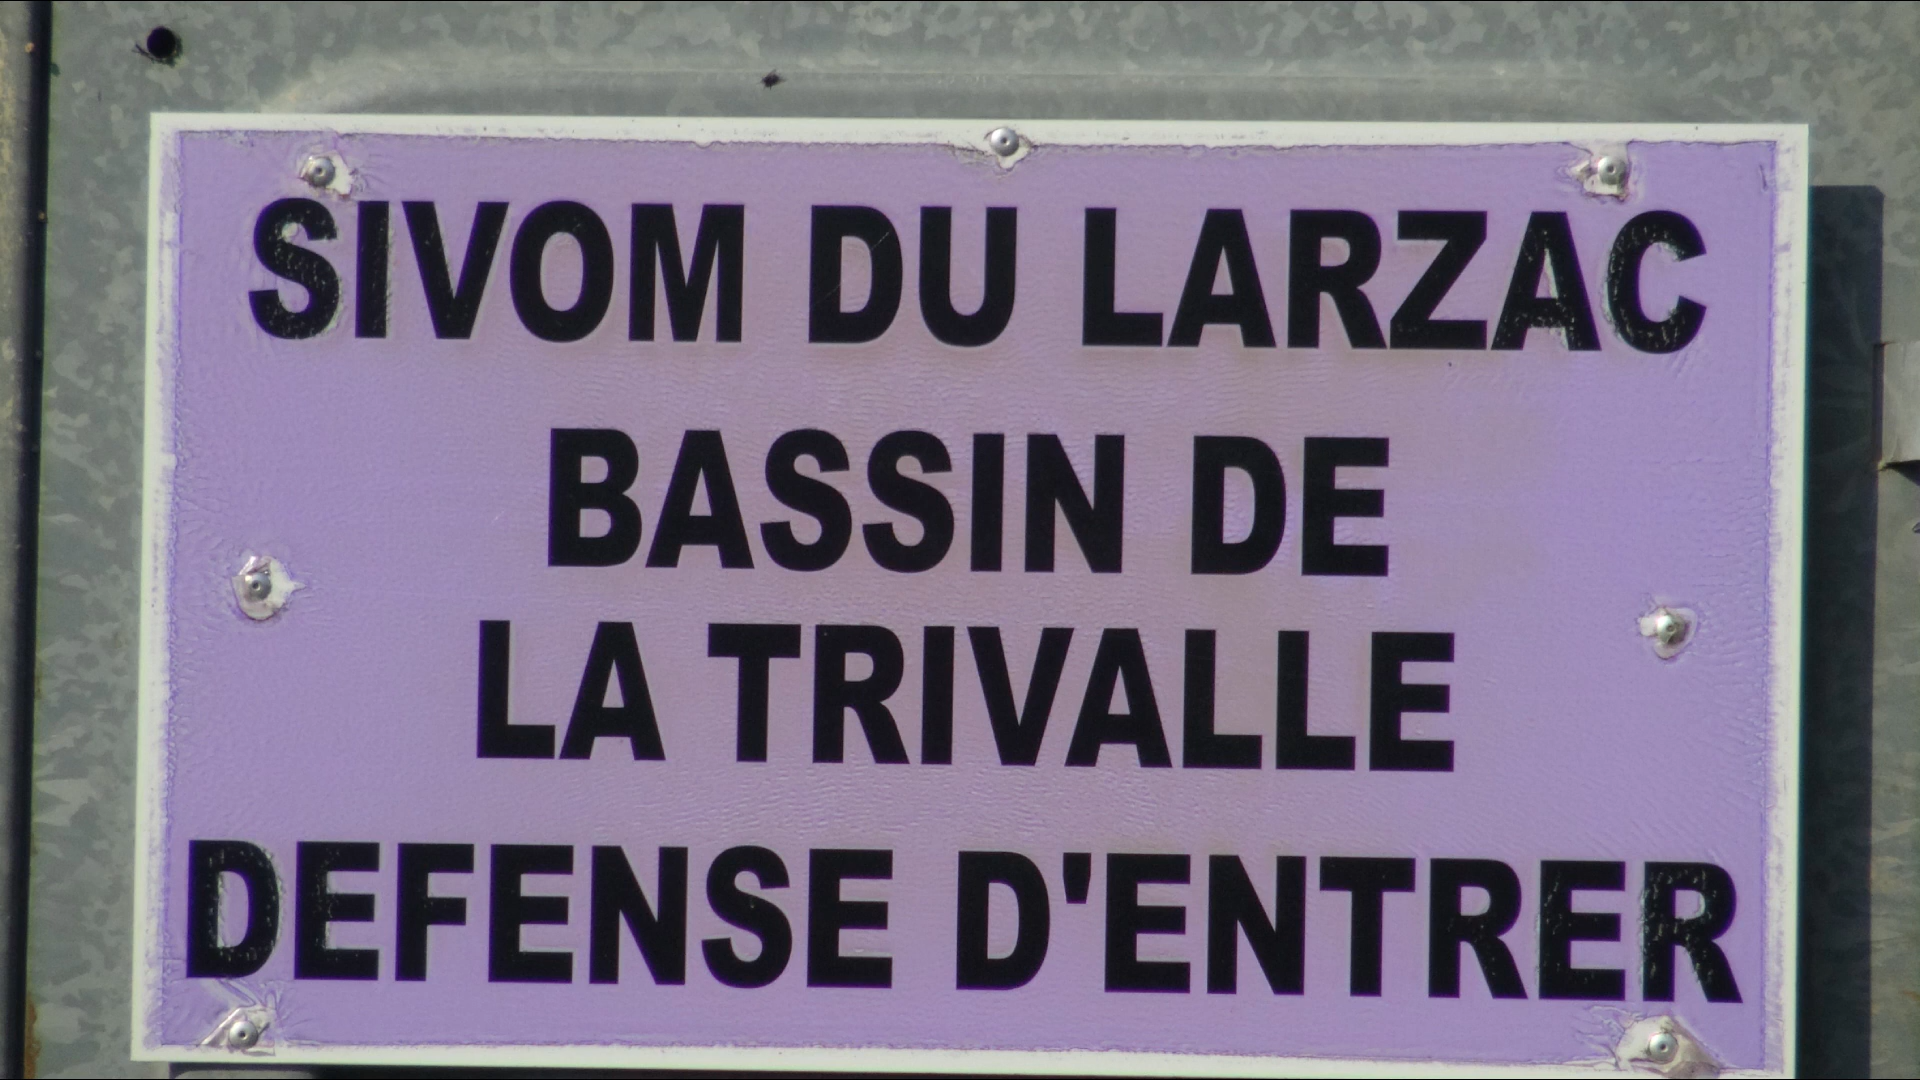 SIVOM DU LARZAC
BASSIN DE
LA TRIVALLE
DEFENSE D'ENTRER